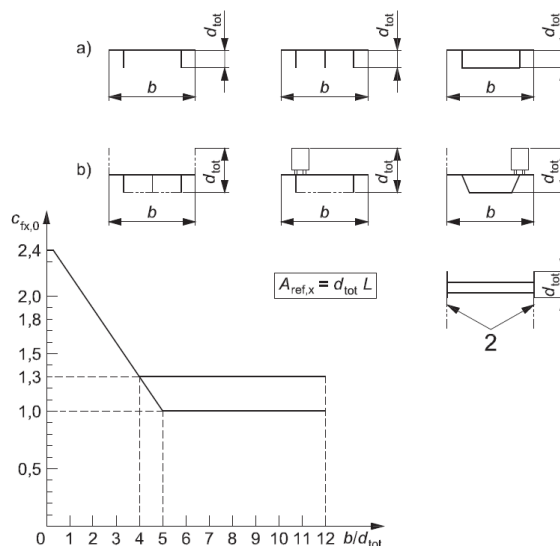 a)
d_tot
b
d_tot
b
d_tot
b
b)
d_tot
b
d_tot
b
d_tot
b
A_ref,x = d_tot L
d_tot
2
c_fx,0
2,4
2,0
1,8
1,5
1,3
1,0
0,5
0 1 2 3 4 5 6 7 8 9 10 11 12 b/d_tot